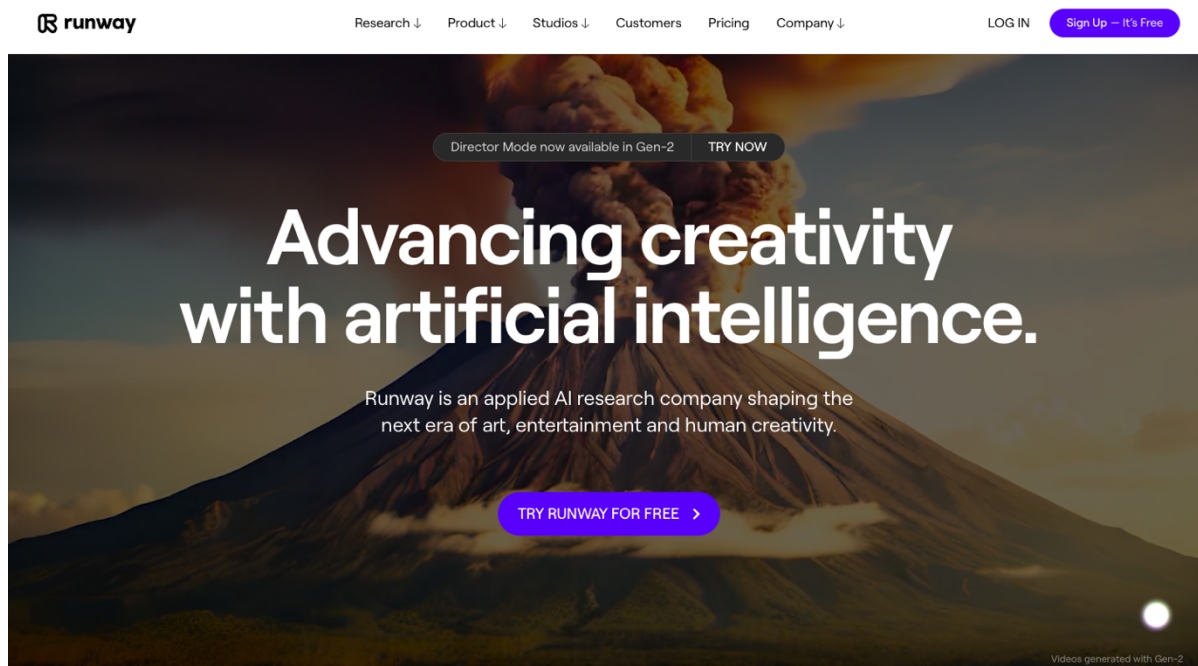 runway
Research ↓ Product ↓ Studios ↓ Customers Pricing Company ↓ LOG IN Sign Up — It's Free
Director Mode now available in Gen-2 TRY NOW
Advancing creativity
with artificial intelligence.
Runway is an applied AI research company shaping the
next era of art, entertainment and human creativity.
TRY RUNWAY FOR FREE >
Videos generated with Gen-2